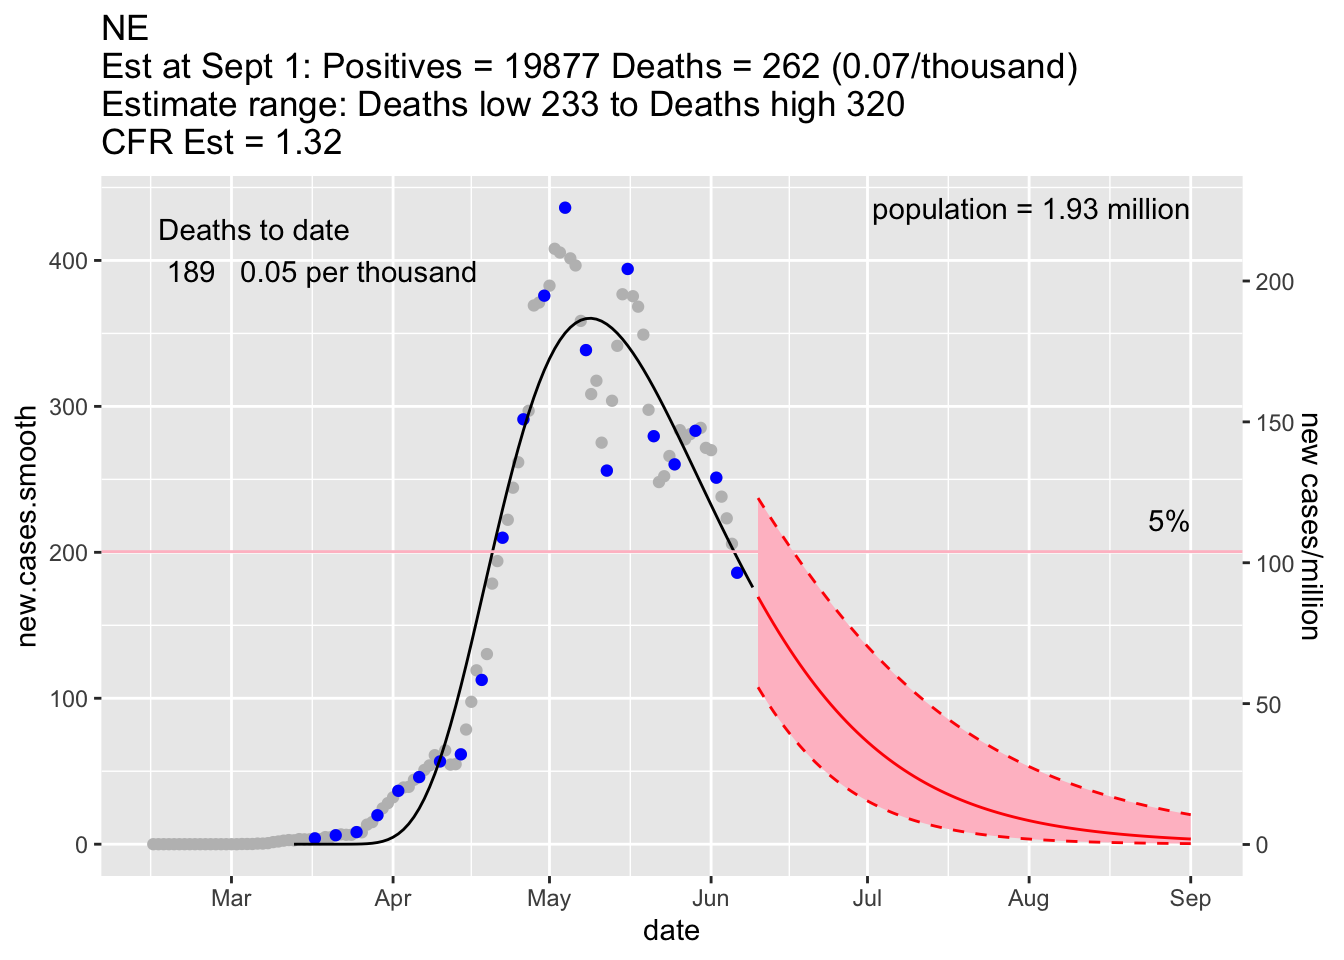 NE
Est at Sept 1: Positives = 19877 Deaths = 262 (0.07/thousand)
Estimate range: Deaths low 233 to Deaths high 320
CFR Est = 1.32
population = 1.93 million
Deaths to date
189 0.05 per thousand
5%
new.cases.smooth
400
300
200
100
0
200
150
100
50
0
new cases/million
Mar Apr May Jun Jul Aug Sep
date